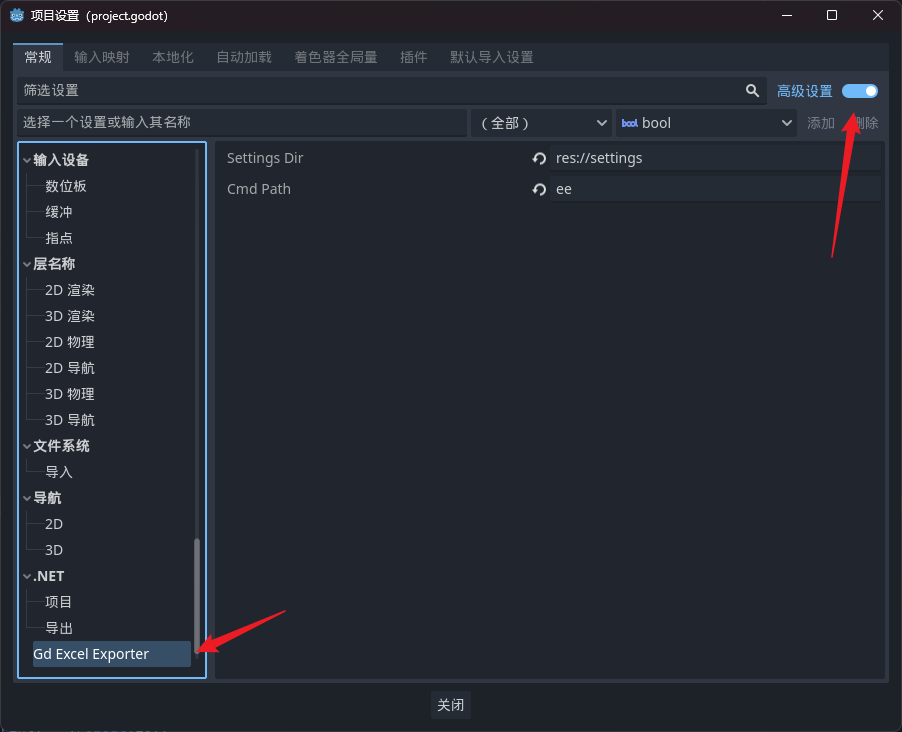 项目设置（project.godot）
常规 输入映射 本地化 自动加载 着色器全局量 插件 默认导入设置
筛选设置 高级设置
选择一个设置或输入其名称 （全部） bool bool 添加 删除
输入设备
数位板
缓冲
指点
层名称
2D 渲染
3D 渲染
2D 物理
2D 导航
3D 物理
3D 导航
文件系统
导入
导航
2D
3D
.NET
项目
导出
Gd Excel Exporter
Settings Dir res://settings
Cmd Path ee
关闭